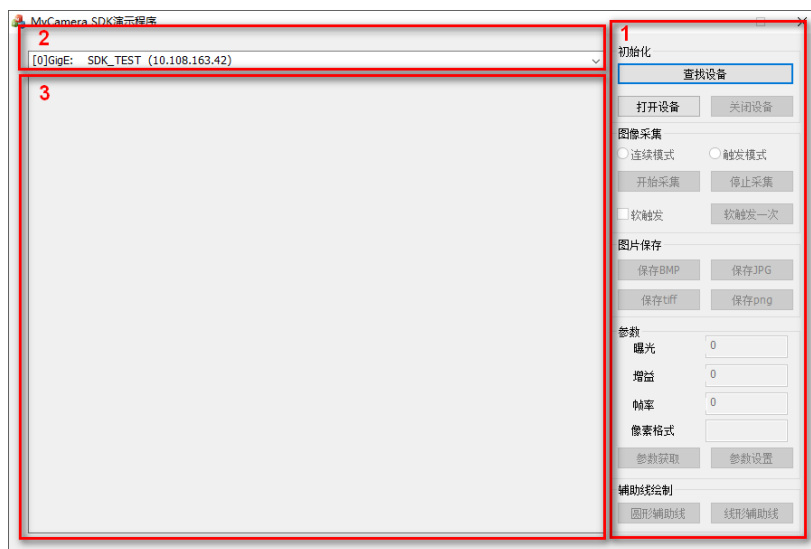 MyCamera SDK演示程序
2
[0]GigE: SDK_TEST (10.108.163.42)
3
1
初始化
查找设备
打开设备 关闭设备
图像采集
连续模式 触发模式
开始采集 停止采集
软触发 软触发一次
图片保存
保存BMP 保存JPG
保存tiff 保存png
参数
曝光 0
增益 0
帧率 0
像素格式
参数获取 参数设置
辅助线绘制
圆形辅助线 线形辅助线